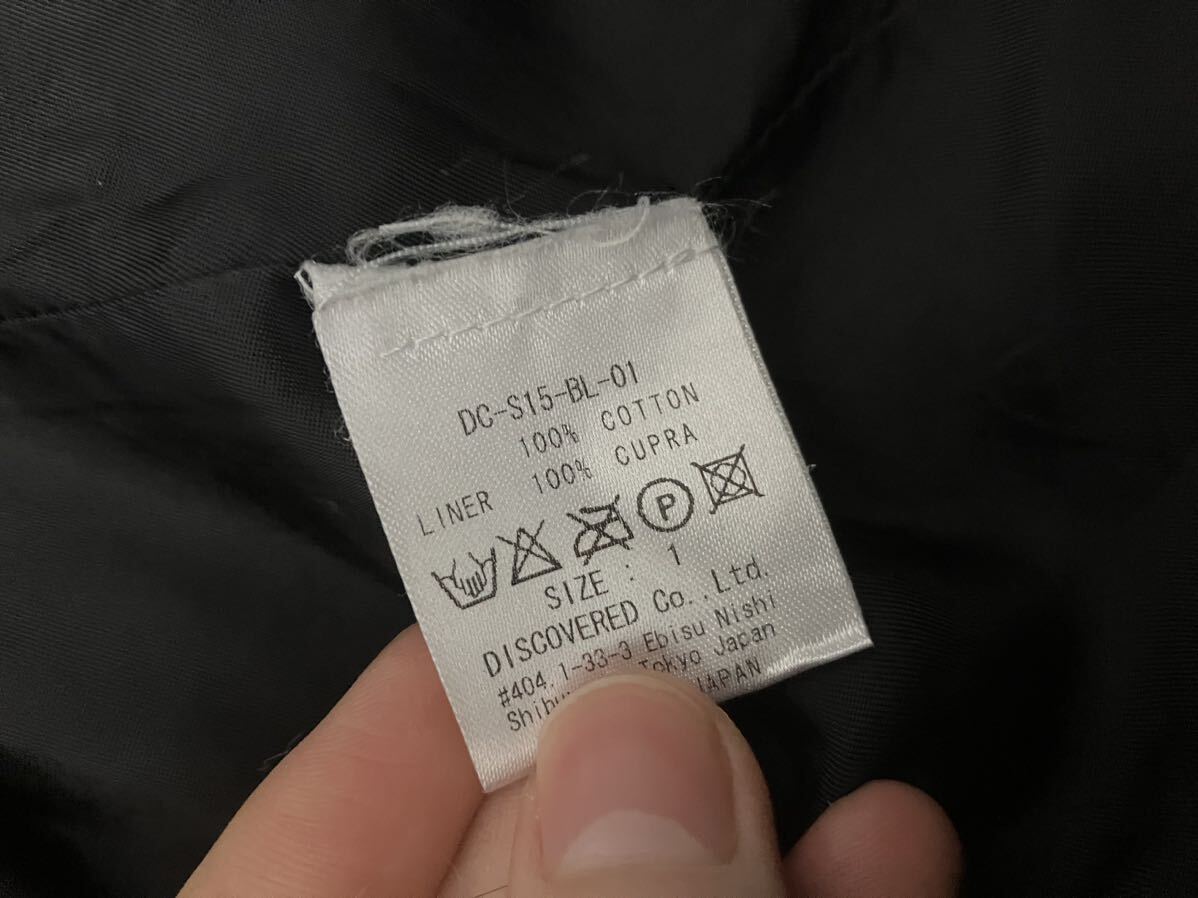 DC-S15-BL-01
100% COTTON
LINER 100% CUPRA
P
SIZE : 1
DISCOVERED Co.,Ltd.
#404,1-33-3 Ebisu Nishi
Tokyo Japan
JAPAN